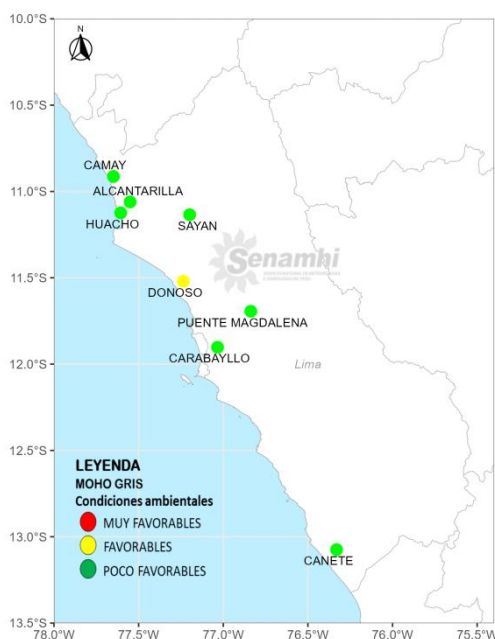 10.0°S
N
10.5°S
CAMAY
11.0°S
ALCANTARILLA
HUACHO
SAYAN
Senamhi
11.5°S
DONOSO
PUENTE MAGDALENA
CARABAYLLO
12.0°S
Lima
12.5°S
LEYENDA
MOHO GRIS
Condiciones ambientales
MUY FAVORABLES
13.0°S
FAVORABLES
POCO FAVORABLES
CANETE
13.5°S
78.0°W 77.5°W 77.0°W 76.5°W 76.0°W 75.5°W